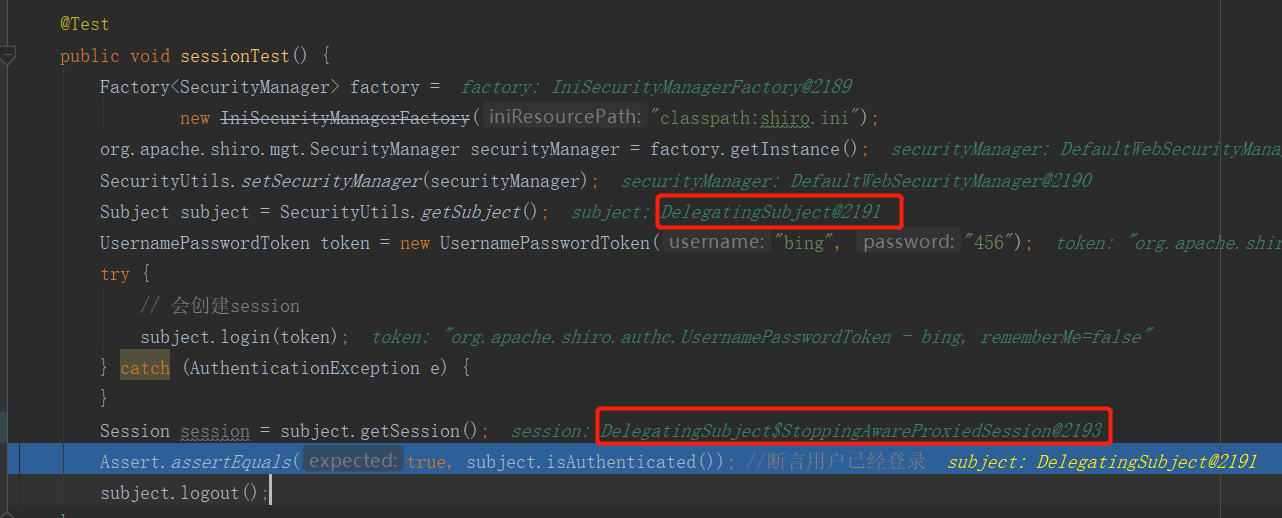 @Test
public void sessionTest() {
Factory<SecurityManager> factory = factory: IniSecurityManagerFactory@2189
new IniSecurityManagerFactory( iniResourcePath: "classpath:shiro.ini");
org.apache.shiro.mgt.SecurityManager securityManager = factory.getInstance(); securityManager: DefaultWebSecurityMana
SecurityUtils.setSecurityManager(securityManager); securityManager: DefaultWebSecurityManager@2190
Subject subject = SecurityUtils.getSubject(); subject: DelegatingSubject@2191
UsernamePasswordToken token = new UsernamePasswordToken( username: "bing", password: "456"); token: "org.apache.shir
try {
// 会创建session
subject.login(token); token: "org.apache.shiro.authc.UsernamePasswordToken - bing, rememberMe=false"
} catch (AuthenticationException e) {
}
Session session = subject.getSession(); session: DelegatingSubject$StoppingAwareProxiedSession@2193
Assert.assertEquals( expected: true, subject.isAuthenticated()); //断言用户已经登录 subject: DelegatingSubject@2191
subject.logout();